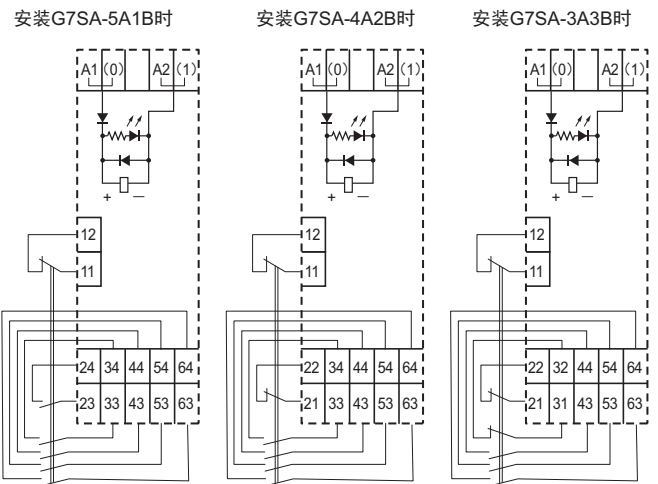 安装G7SA-5A1B时 安装G7SA-4A2B时 安装G7SA-3A3B时
A1 (0) A2 (1) A1 (0) A2 (1) A1 (0) A2 (1)
+ − + − + −
12 12 12
11 11 11
24 34 44 54 64 22 34 44 54 64 22 32 44 54 64
23 33 43 53 63 21 33 43 53 63 21 31 43 53 63